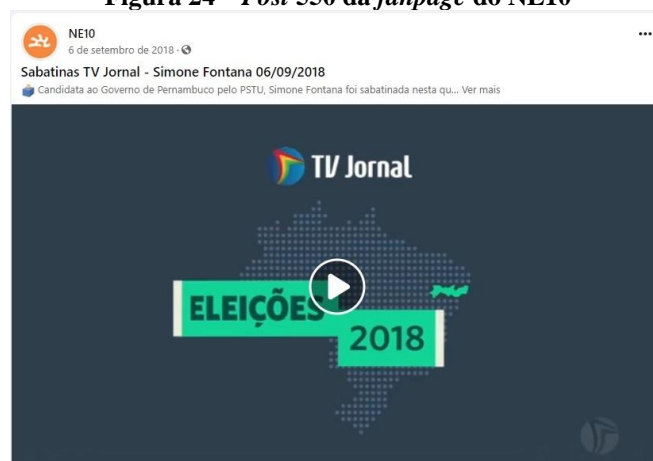 Figura 24 – Post 550 da fanpage do NE10
NE10
6 de setembro de 2018 ·
Sabatinas TV Jornal - Simone Fontana 06/09/2018
Candidata ao Governo de Pernambuco pelo PSTU, Simone Fontana foi sabatinada nesta qu... Ver mais
TV Jornal
ELEIÇÕES
2018